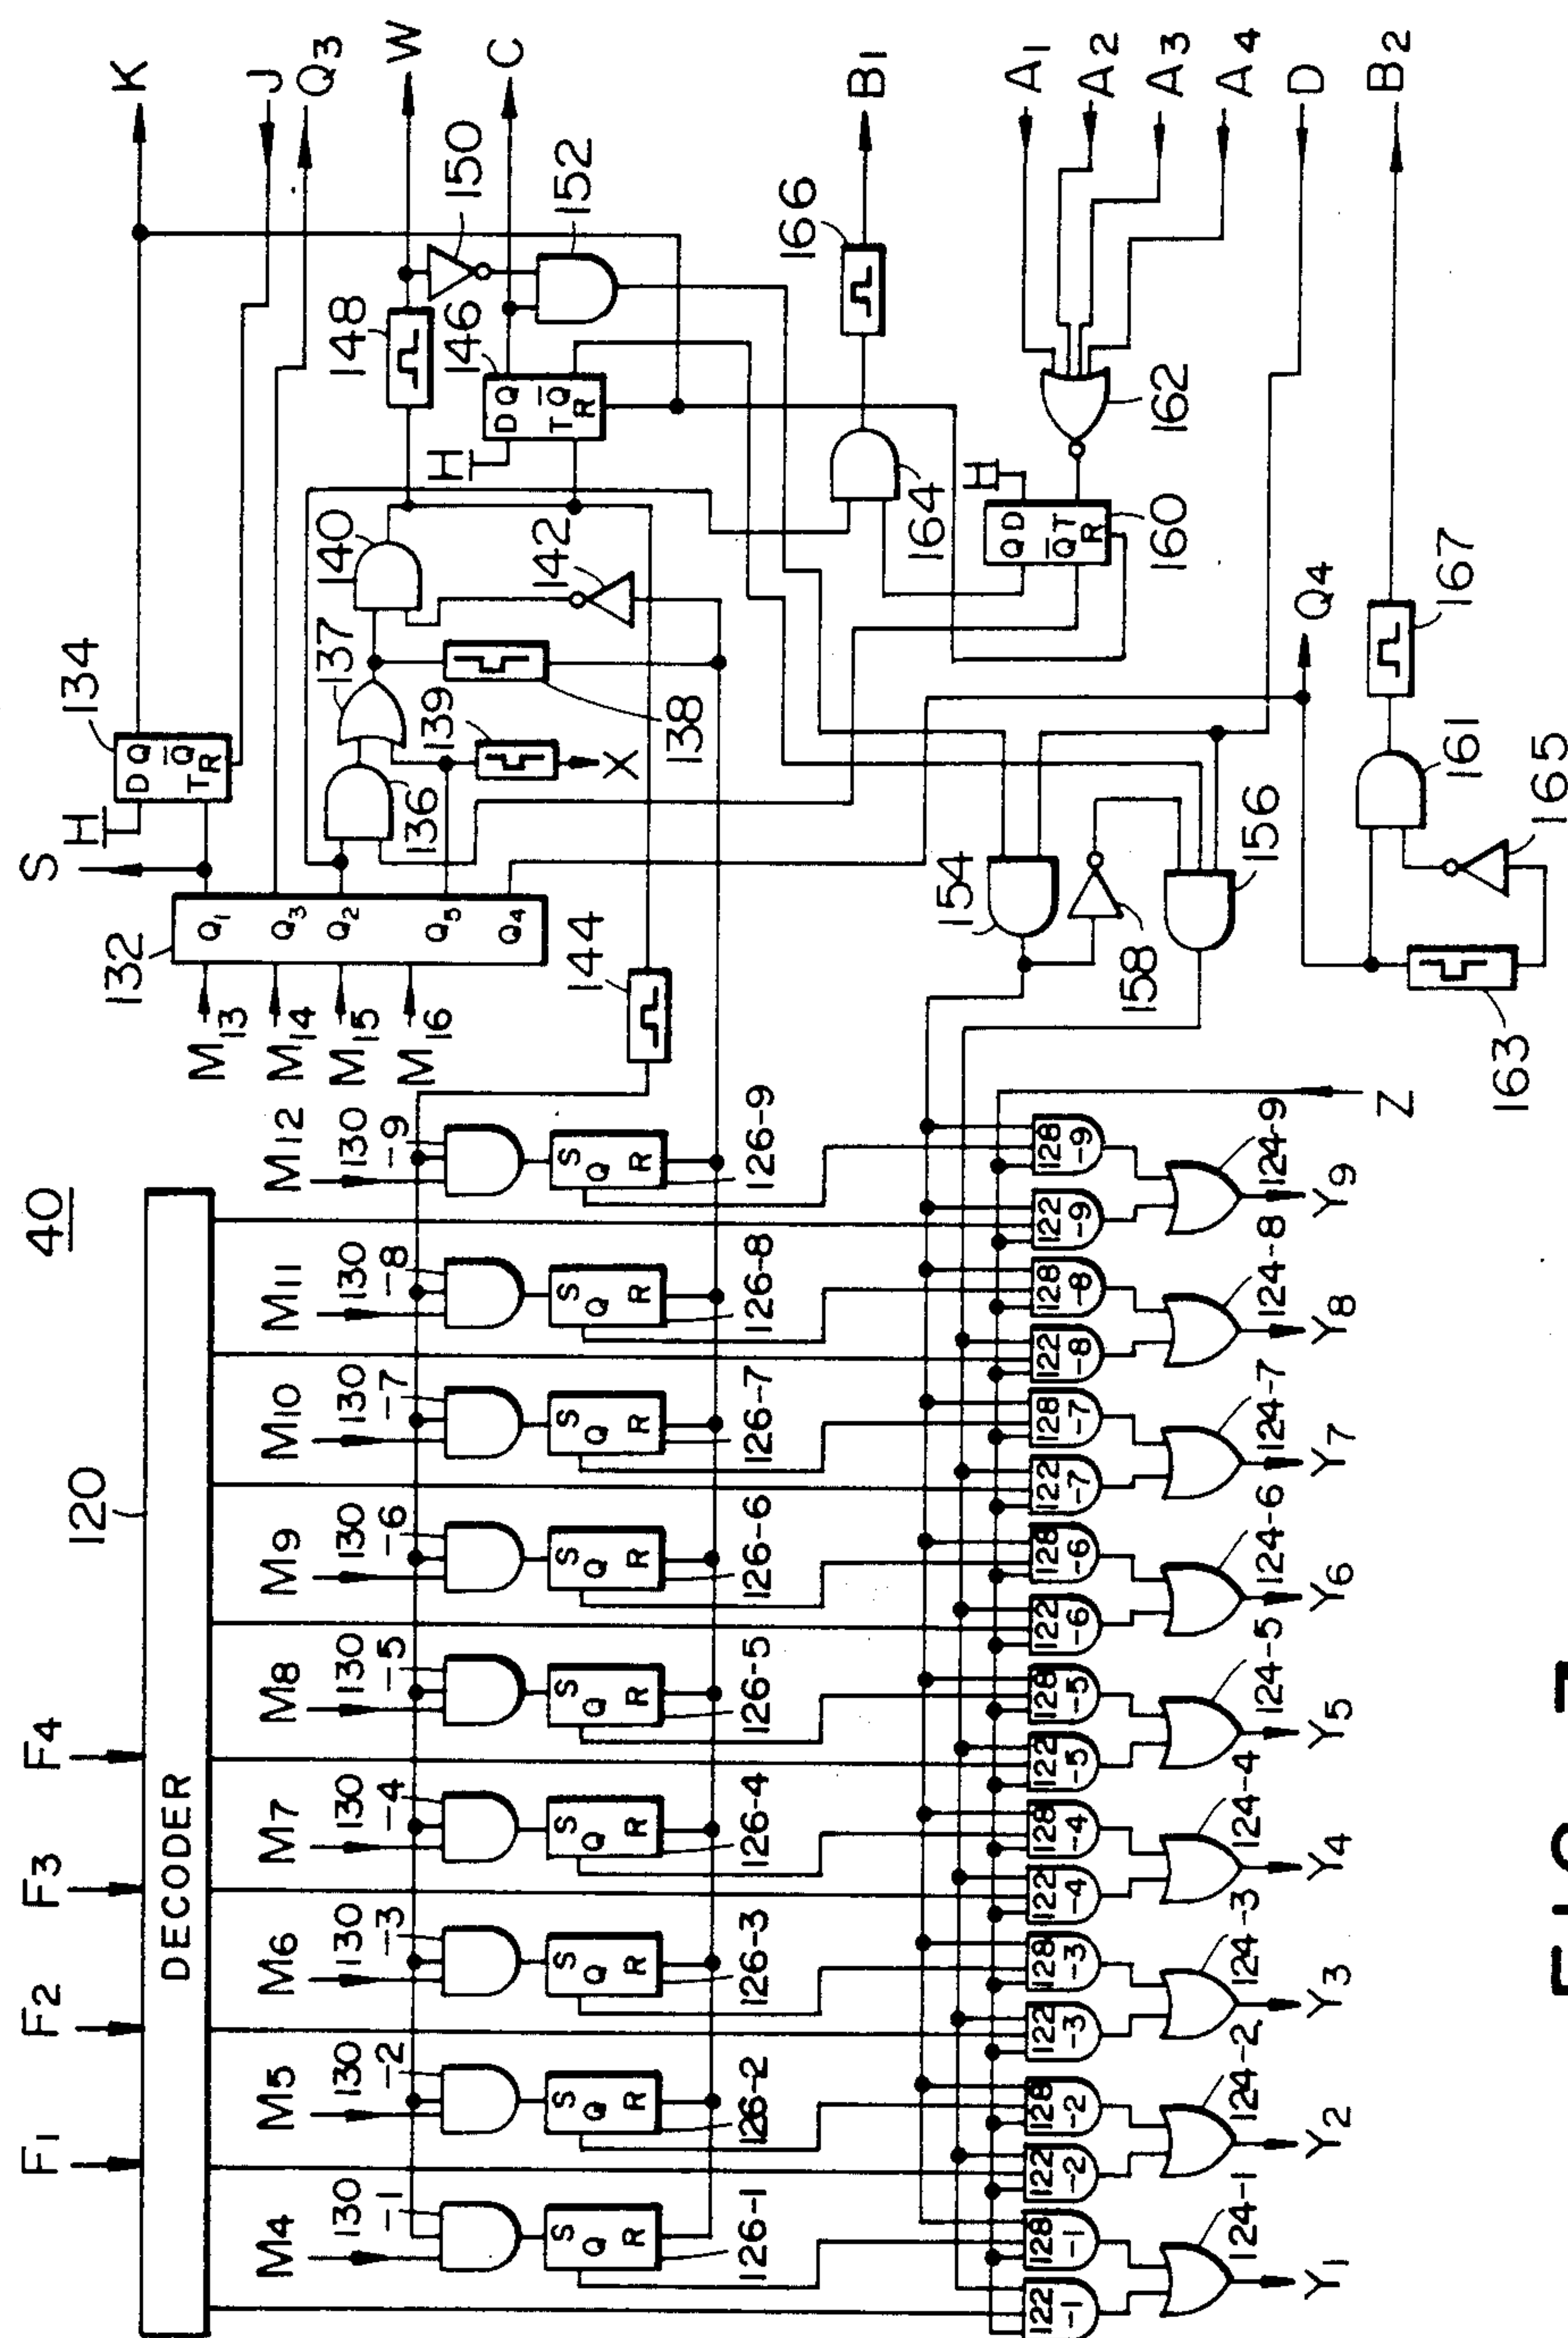 40
S
K
J
Q3
W
C
B1
A1
A2
A3
A4
D
B2
H
134
D Q
Q̅
T R
132
Q1
Q3
Q2
Q5
Q4
M13
M14
M15
M16
136
137
138
139
X
140
142
144
148
146
H
D Q
Q̅
T R
150
152
166
164
H
Q D
Q̅ T
R
160
162
154
156
158
Q4
161
163
165
167
F1
F2
F3
F4
120
DECODER
M4
M5
M6
M7
M8
M9
M10
M11
M12
130-1
130-2
130-3
130-4
130-5
130-6
130-7
130-8
130-9
S Q R
S Q R
S Q R
S Q R
S Q R
S Q R
S Q R
S Q R
S Q R
126-1
126-2
126-3
126-4
126-5
126-6
126-7
126-8
126-9
122-1
128-1
122-2
128-2
122-3
128-3
122-4
128-4
122-5
128-5
122-6
128-6
122-7
128-7
122-8
128-8
122-9
128-9
Z
124-1
124-2
124-3
124-4
124-5
124-6
124-7
124-8
124-9
Y1
Y2
Y3
Y4
Y5
Y6
Y7
Y8
Y9